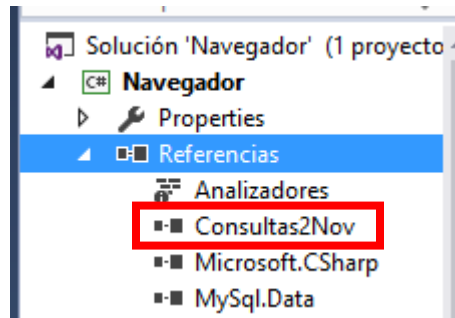 Solución 'Navegador' (1 proyecto
C# Navegador
Properties
Referencias
Analizadores
Consultas2Nov
Microsoft.CSharp
MySql.Data